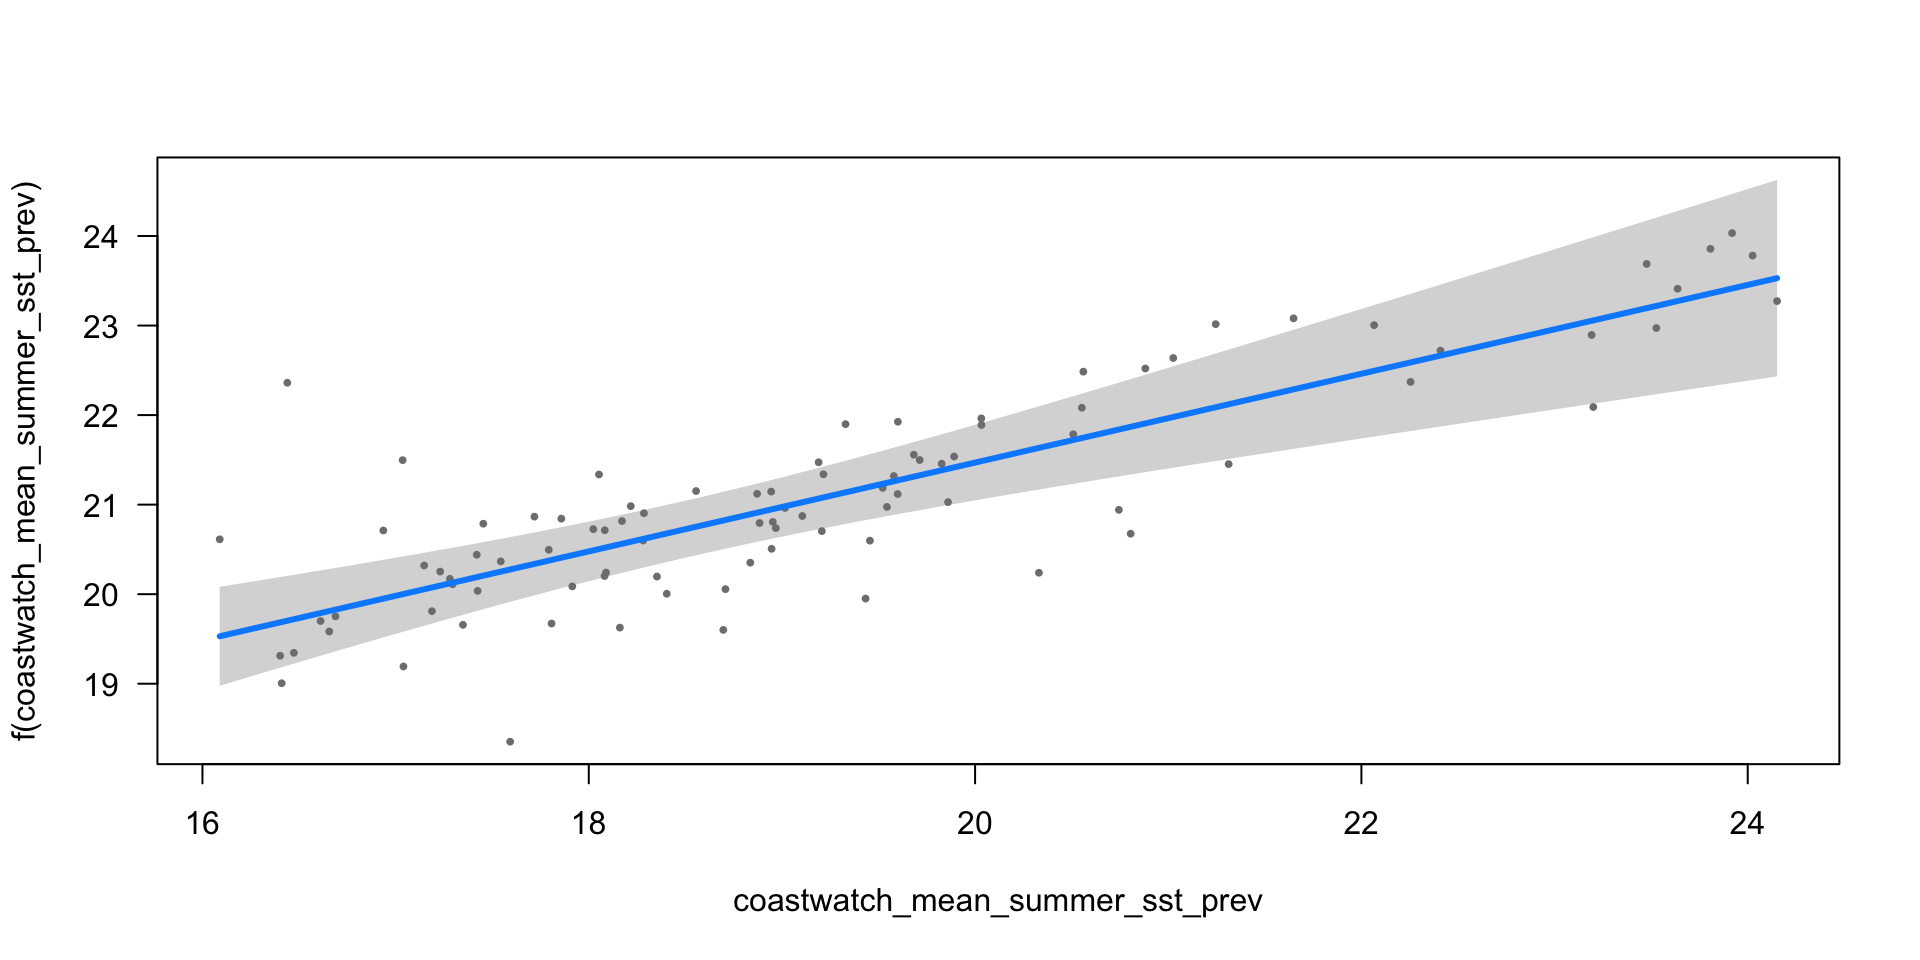 f(coastwatch_mean_summer_sst_prev)
24
23
22
21
20
19
16 18 20 22 24
coastwatch_mean_summer_sst_prev